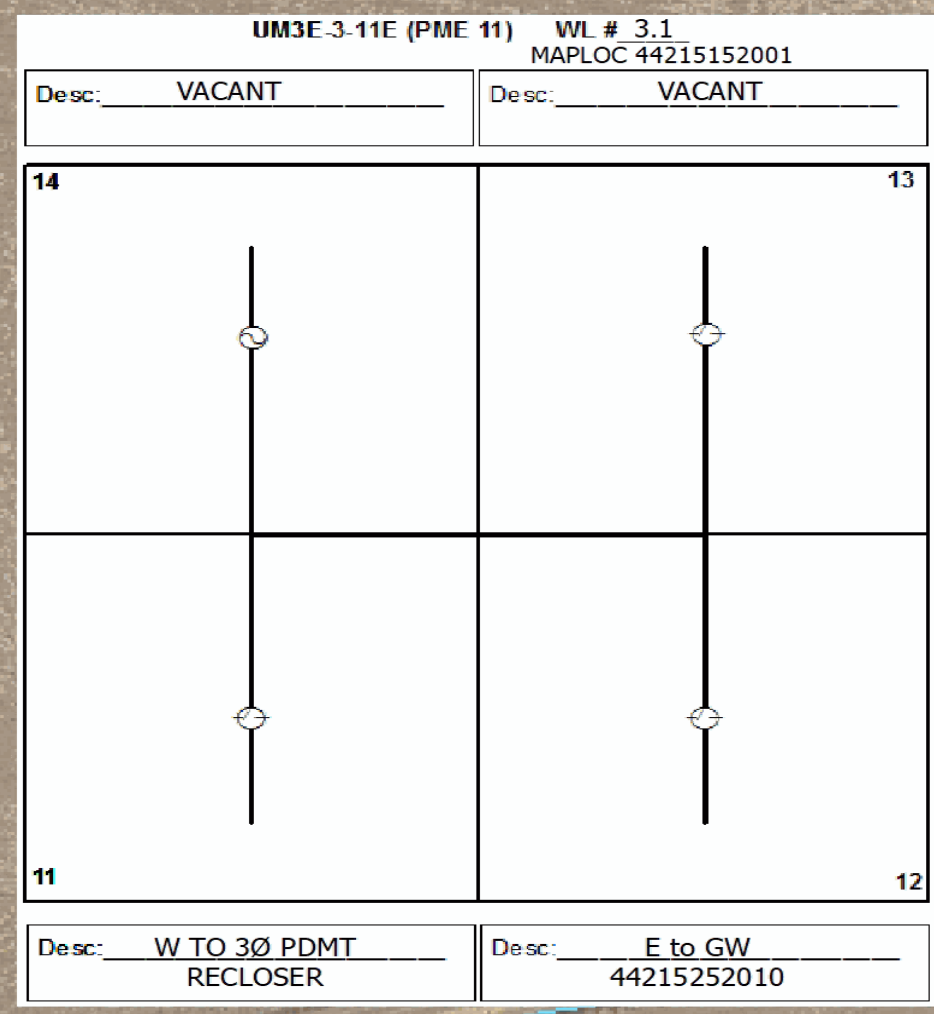 UM3E-3-11E (PME 11) WL # 3.1
MAPLOC 44215152001
Desc: VACANT
Desc: VACANT
14
13
11
12
Desc: W TO 3Ø PDMT
RECLOSER
Desc: E to GW
44215252010